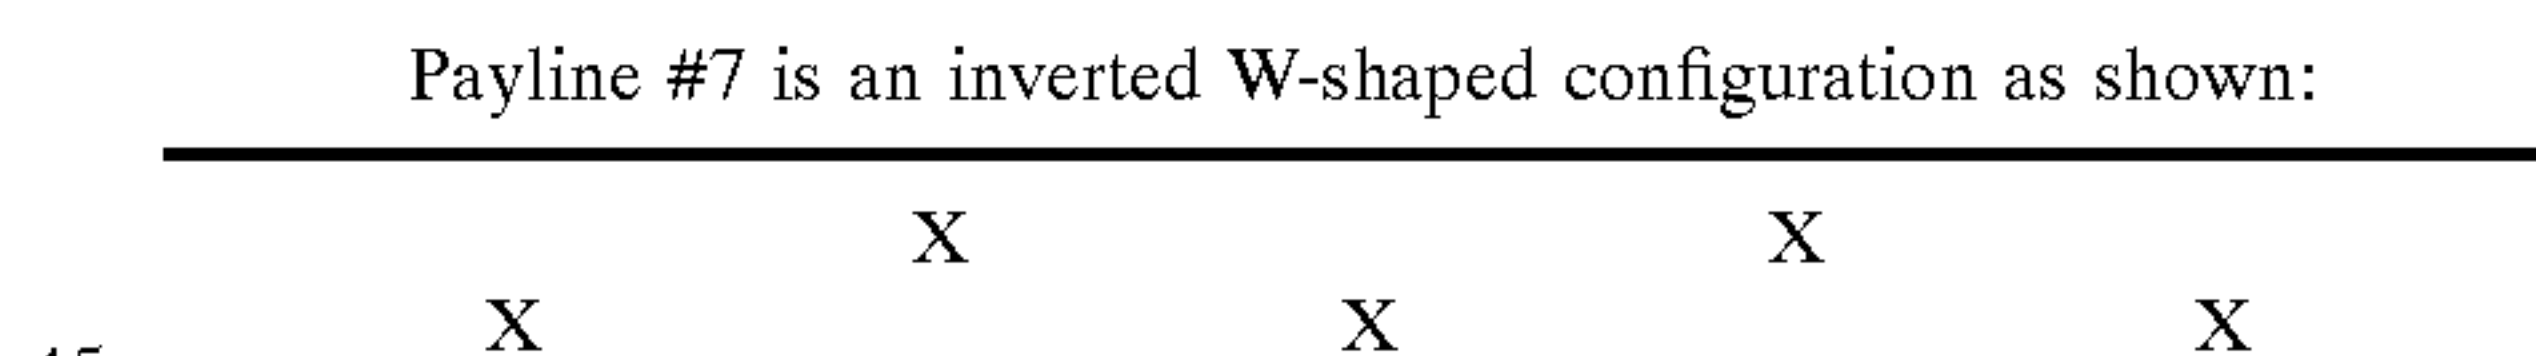 Payline #7 is an inverted W-shaped configuration as shown:
X X
X X X